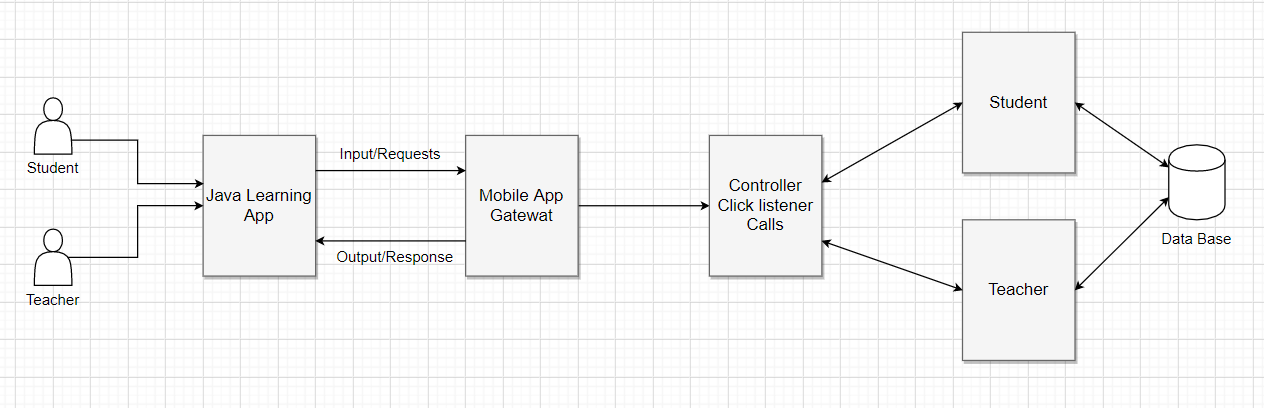 Student
Teacher
Java Learning
App
Input/Requests
Output/Response
Mobile App
Gatewat
Controller
Click listener
Calls
Student
Teacher
Data Base